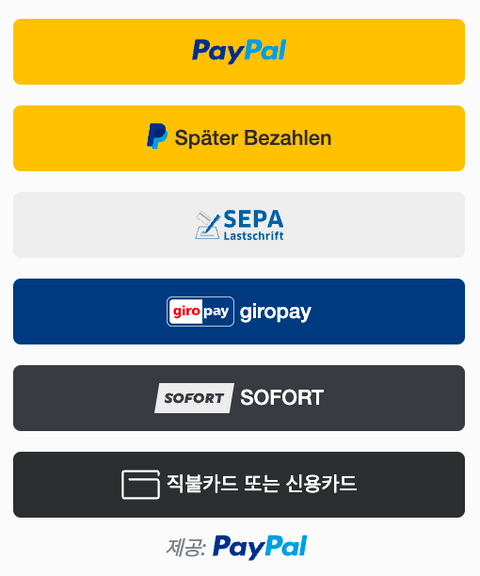 PayPal
Später Bezahlen
SEPA
Lastschrift
giropay giropay
SOFORT SOFORT
직불카드 또는 신용카드
제공: PayPal